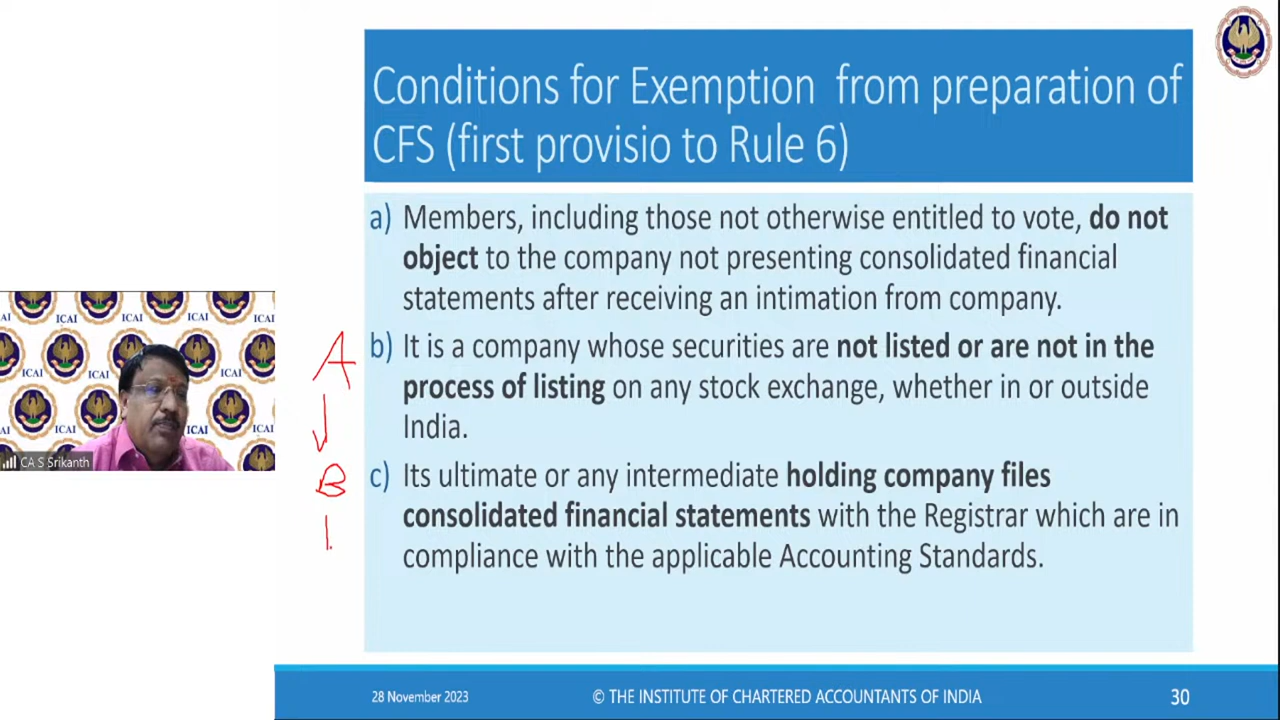 Conditions for Exemption from preparation of
CFS (first provisio to Rule 6)
a) Members, including those not otherwise entitled to vote, do not
object to the company not presenting consolidated financial
statements after receiving an intimation from company.
b) It is a company whose securities are not listed or are not in the
process of listing on any stock exchange, whether in or outside
India.
c) Its ultimate or any intermediate holding company files
consolidated financial statements with the Registrar which are in
compliance with the applicable Accounting Standards.
A
B
ICAI
ICAI
ICAI
ICAI
CA S Srikanth
28 November 2023
© THE INSTITUTE OF CHARTERED ACCOUNTANTS OF INDIA
30